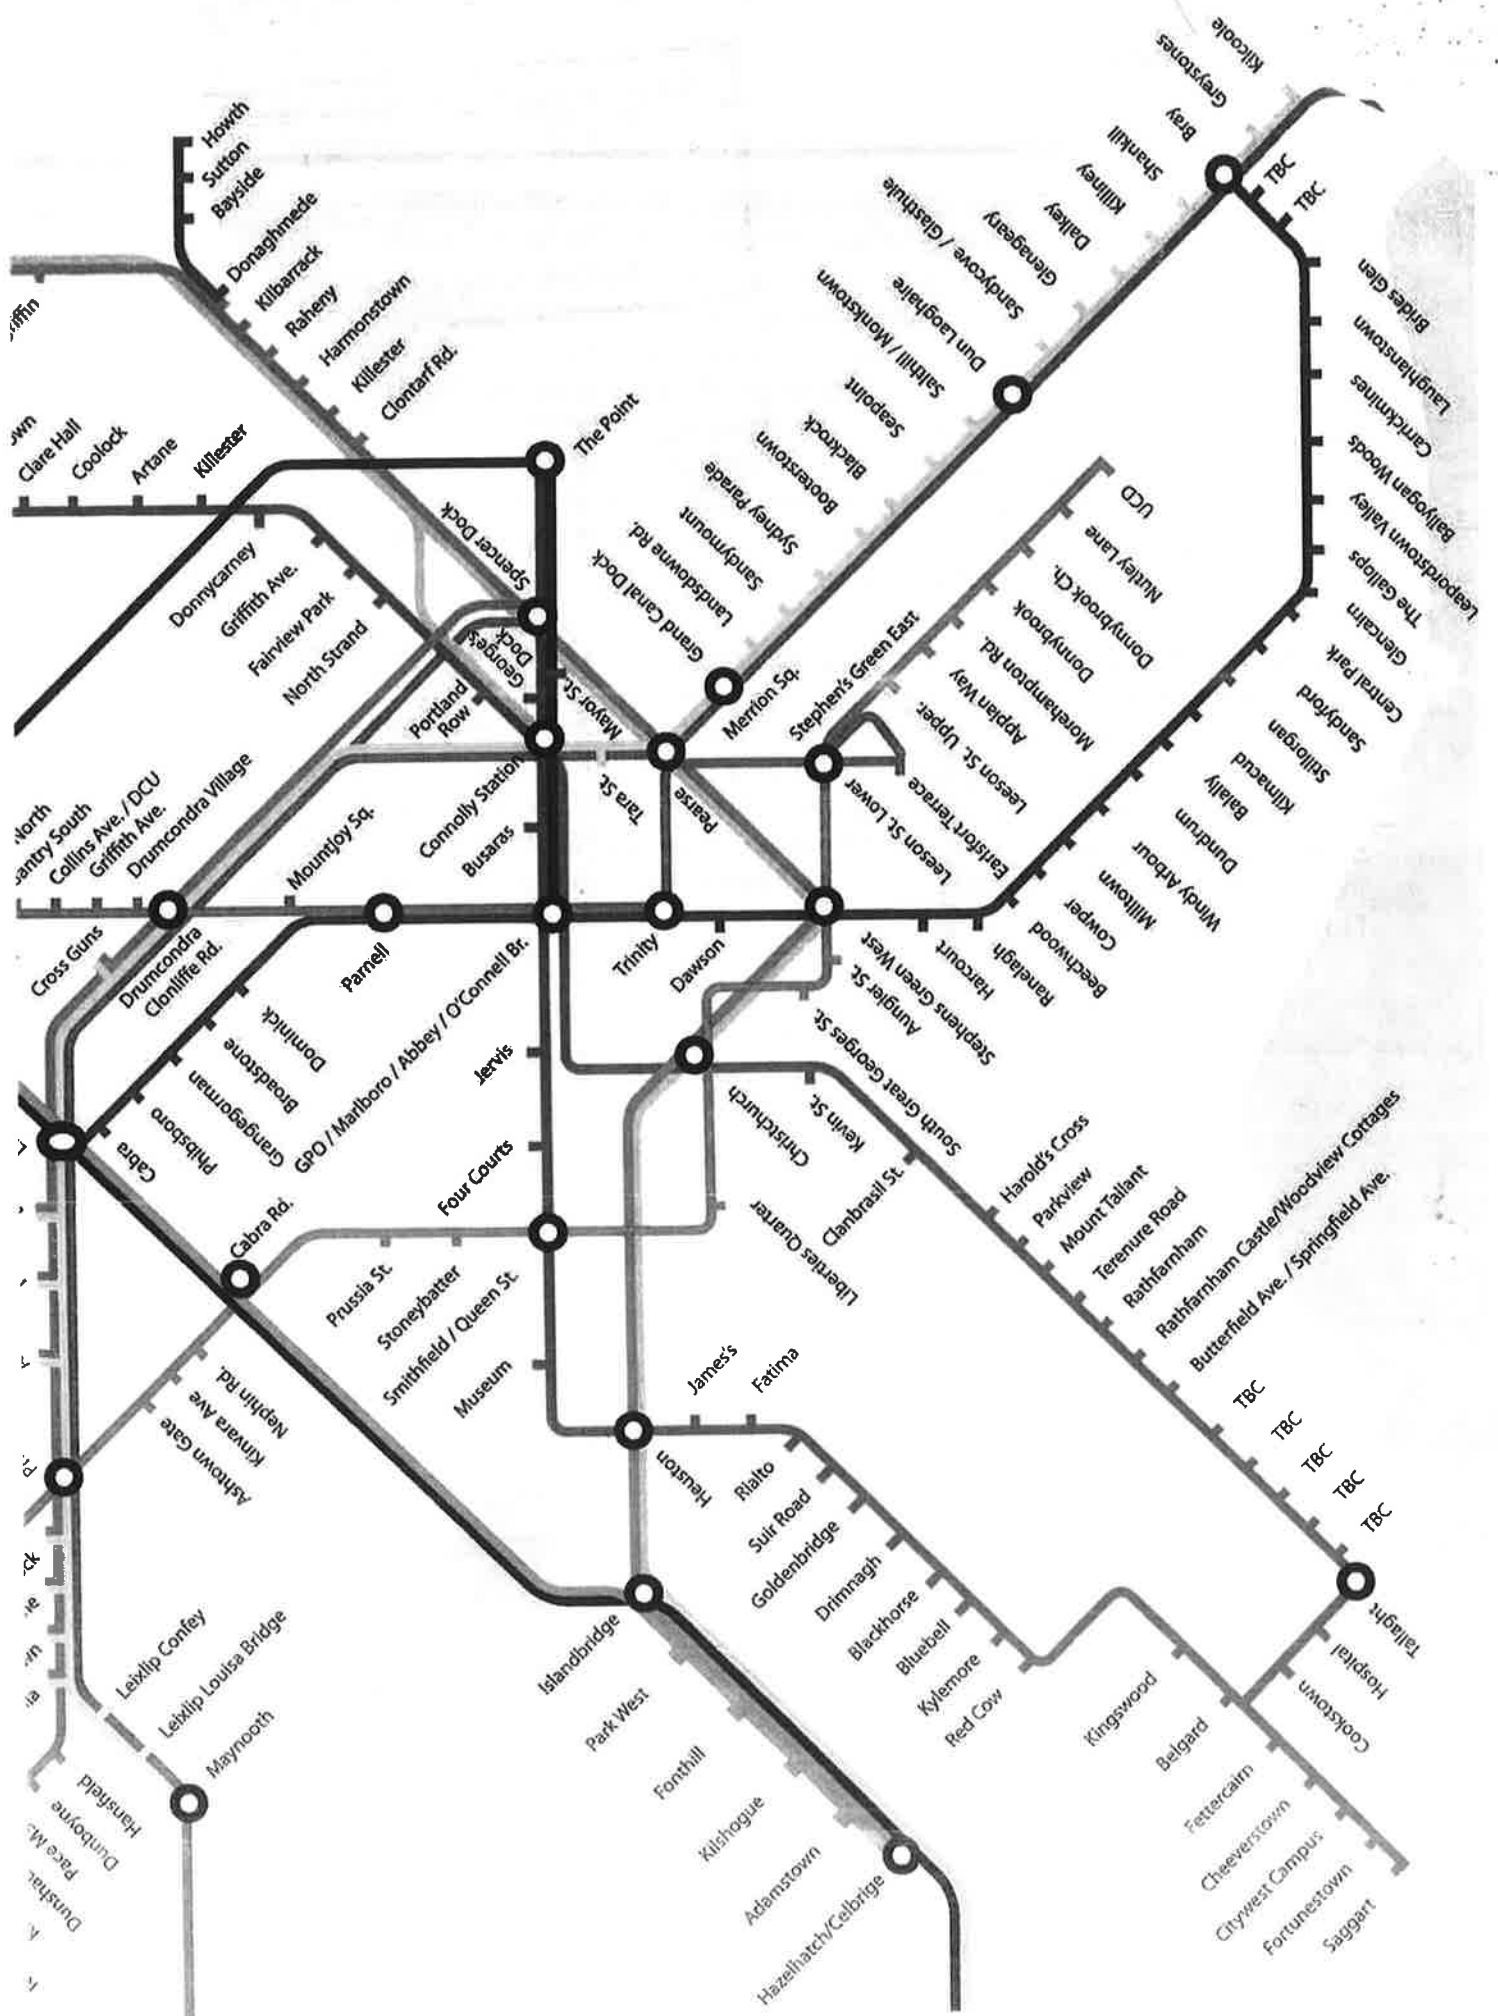 Kilcoole
Greystones
Bray
Shankill
Killiney
Dalkey
Glenageary
Sandycove / Glasthule
Dun Laoghaire
Salthill / Monkstown
Seapoint
Blackrock
Booterstown
Sydney Parade
Sandymount
Landsdowne Rd.
Grand Canal Dock
TBC
TBC
Howth
Sutton
Bayside
Donaghmede
Kilbarrack
Raheny
Harmonstown
Killester
Clontarf Rd.
Clare Hall
Coolock
Artane
Killester
The Point
Spencer Dock
Donnycarney
Griffith Ave.
Fairview Park
North Strand
Portland
Row
George's
Dock
Mayor St.
Merrion Sq.
Stephen's Green East
UCD
Nutley Lane
Donnybrook Ch.
Donnybrook
Morehampton Rd.
Appian Way
Leeson St. Upper.
Earlsfort Terrace
Leeson St. Lower
Brides Glen
Laughlanstown
Carrickmines
Ballyogan Woods
Leapordstown Valley
The Gallops
Glencairn
Central Park
Sandyford
Stillorgan
Kilmacud
Balally
Dundrum
Windy Arbour
Milltown
Cowper
Beechwood
Ranelagh
Harcourt
Stephens Green West
Aungier St.
South Great Georges St.
Collins Ave, / DCU
Griffith Ave.
Drumcondra Village
Mountjoy Sq.
Connolly Station
Busaras
Tara St.
Pearse
Cross Guns
Drumcondra
Clonliffe Rd.
Parnell
GPO / Marlboro / Abbey / O'Connell Br.
Trinity
Dawson
Dominick
Broadstone
Grangegorman
Phibsboro
Cabra
Jervis
Four Courts
Christchurch
Kevin St.
Clanbrasil St.
Liberties Quarter
Harold's Cross
Parkview
Mount Tallant
Terenure Road
Rathfarnham
Rathfarnham Castle/Woodview Cottages
Butterfield Ave. / Springfield Ave.
TBC
TBC
TBC
TBC
TBC
Cabra Rd.
Prussia St.
Stoneybatter
Smithfield / Queen St.
Museum
Nephin Rd.
Kinvara Ave
Ashtown Gate
James's
Fatima
Heuston
Rialto
Suir Road
Goldenbridge
Drimnagh
Blackhorse
Bluebell
Kylemore
Red Cow
Kingswood
Belgard
Tallaght
Hospital
Cookstown
Fettercairn
Cheeverstown
Citywest Campus
Fortunestown
Saggart
Islandbridge
Park West
Fonthill
Kilshogue
Adamstown
Hazelhatch/Celbrige
Leixlip Confey
Leixlip Louisa Bridge
Maynooth
Hansfield
Dunboyne